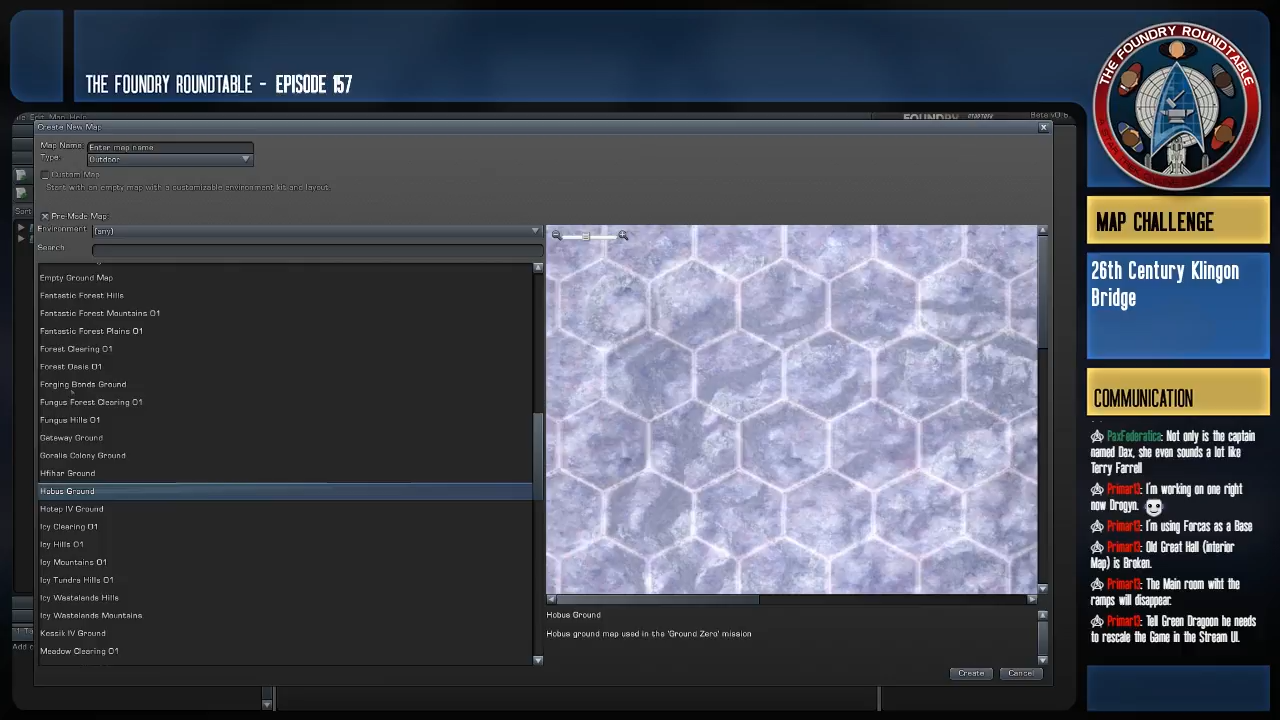 THE FOUNDRY ROUNDTABLE - EPISODE 157
THE FOUNDRY ROUNDTABLE
Create New Map
Map Name:
Enter map name
Type:
Outdoor
Custom Map
Start with an empty map with a customizable environment kit and layout.
Pre-Made Map:
Environment:
(any)
Search:
Empty Ground Map
Fantastic Forest Hills
Fantastic Forest Mountains 01
Fantastic Forest Plains 01
Forest Clearing 01
Forest Oasis 01
Forging Bonds Ground
Fungus Forest Clearing 01
Fungus Hills 01
Gateway Ground
Goralis Colony Ground
Hfihar Ground
Hobus Ground
Hotep IV Ground
Icy Clearing 01
Icy Hills 01
Icy Mountains 01
Icy Tundra Hills 01
Icy Wastelands Hills
Icy Wastelands Mountains
Kessik IV Ground
Meadow Clearing 01
Hobus Ground
Hobus ground map used in the 'Ground Zero' mission
Create
Cancel
MAP CHALLENGE
26th Century Klingon
Bridge
COMMUNICATION
PaxFederatica: Not only is the captain
named Dax, she even sounds a lot like
Terry Farrell
Primar13: I'm working on one right
now Drogyn.
Primar13: I'm using Forcas as a Base
Primar13: Old Great Hall (interior
Map) is Broken.
Primar13: The Main room wiht the
ramps will disappear.
Primar13: Tell Green Dragoon he needs
to rescale the Game in the Stream UI.